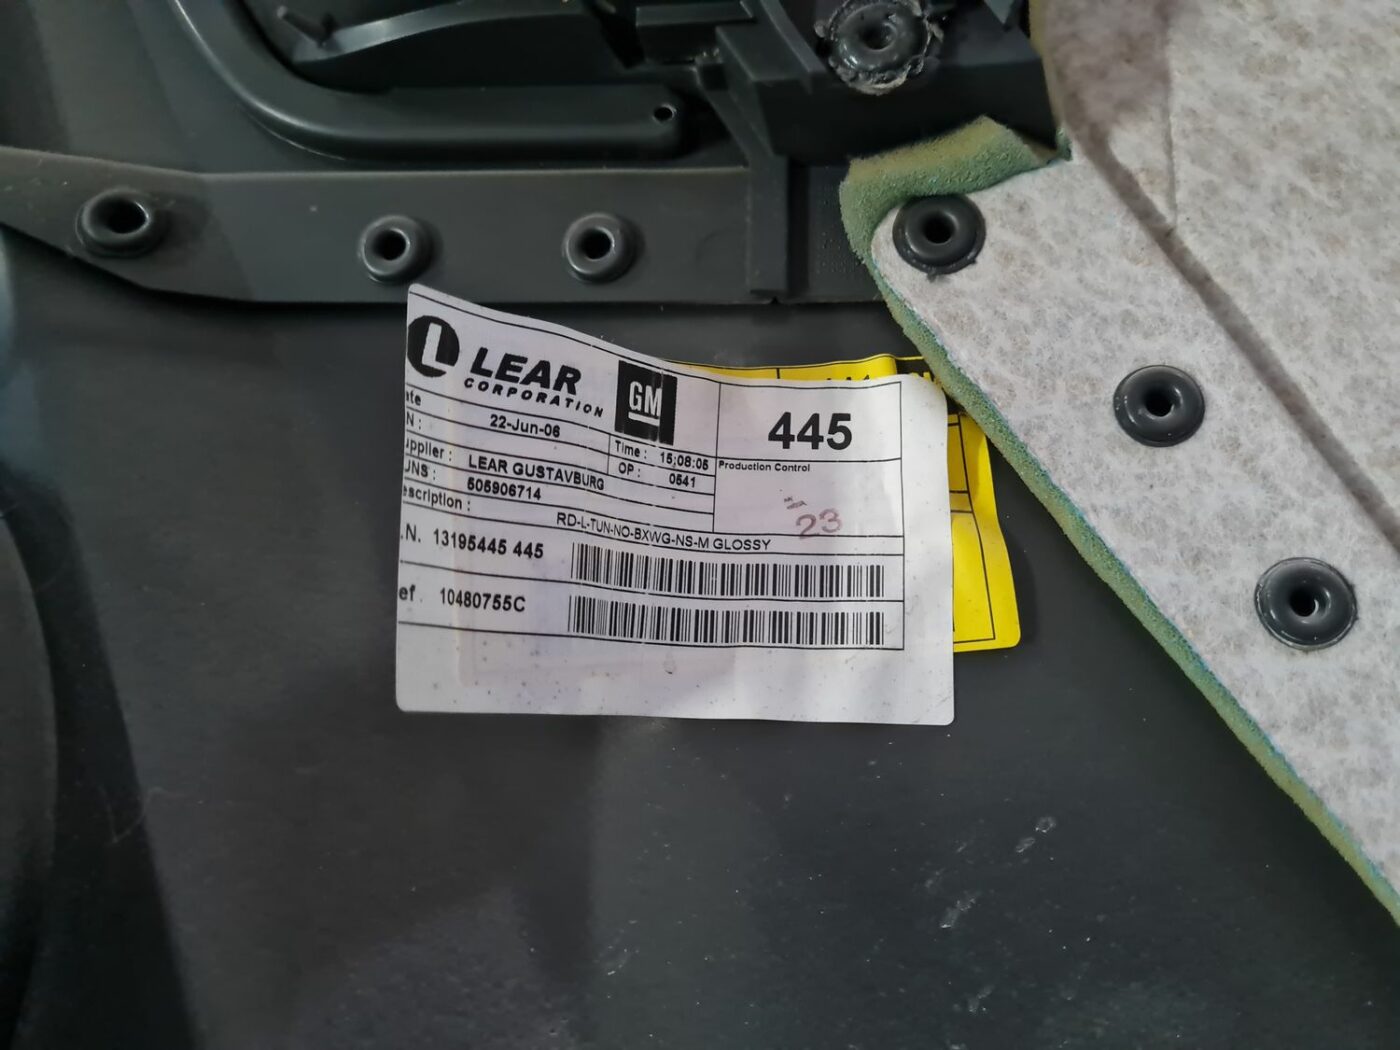 LEAR
CORPORATION
GM
445
ate
N: 22-Jun-06
Time: 15:08:05
Production Control
upplier: LEAR GUSTAVBURG
OP: 0541
UNS: 505906714
23
escription:
RD-L-TUN-NO-BXWG-NS-M GLOSSY
.N. 13195445 445
ef. 10480755C